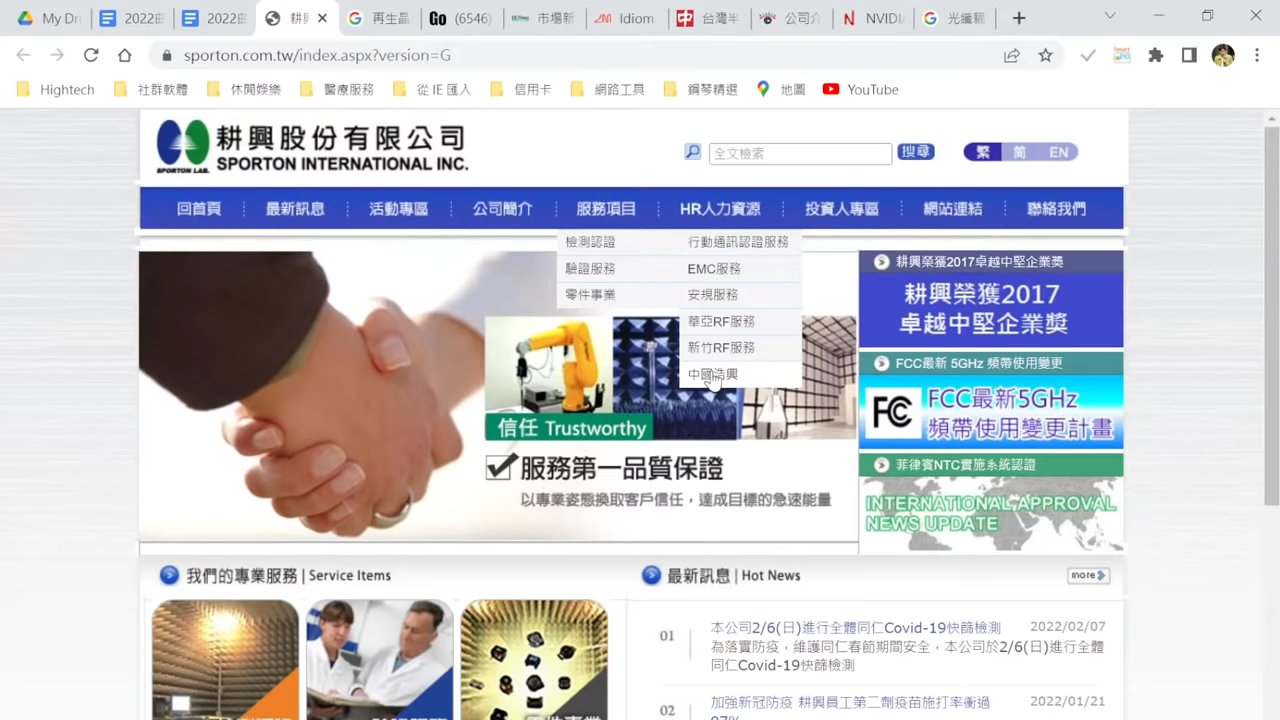 My Dr
2022盎
2022盎
耕興
再生晶
Go (6546)
市場新
JM Idiom
台灣半
公司介
N NVIDIA
光纖耦
sporton.com.tw/index.aspx?version=G
Hightech
社群軟體
休閒娛樂
醫療服務
從 IE 匯入
信用卡
網路工具
鋼琴精選
地圖
YouTube
耕興股份有限公司
SPORTON INTERNATIONAL INC.
SPORTON LAB.
全文檢索
搜尋
繁
简
EN
回首頁
最新訊息
活動專區
公司簡介
服務項目
HR人力資源
投資人專區
網站連結
聯絡我們
檢測認證
驗證服務
零件事業
行動通訊認證服務
EMC服務
安規服務
華亞RF服務
新竹RF服務
中國浩興
信任 Trustworthy
服務第一品質保證
以專業姿態換取客戶信任，達成目標的急速能量
耕興榮獲2017卓越中堅企業獎
耕興榮獲2017
卓越中堅企業獎
FCC最新 5GHz 頻帶使用變更
FCC最新5GHz
頻帶使用變更計畫
菲律賓NTC實施系統認證
INTERNATIONAL APPROVAL
NEWS UPDATE
我們的專業服務 | Service Items
最新訊息 | Hot News
more
01
本公司2/6(日)進行全體同仁Covid-19快篩檢測
2022/02/07
為落實防疫，維護同仁春節期間安全，本公司於2/6(日)進行全體
同仁Covid-19快篩檢測
02
加強新冠防疫 耕興員工第二劑疫苗施打率衝過
2022/01/21
97%